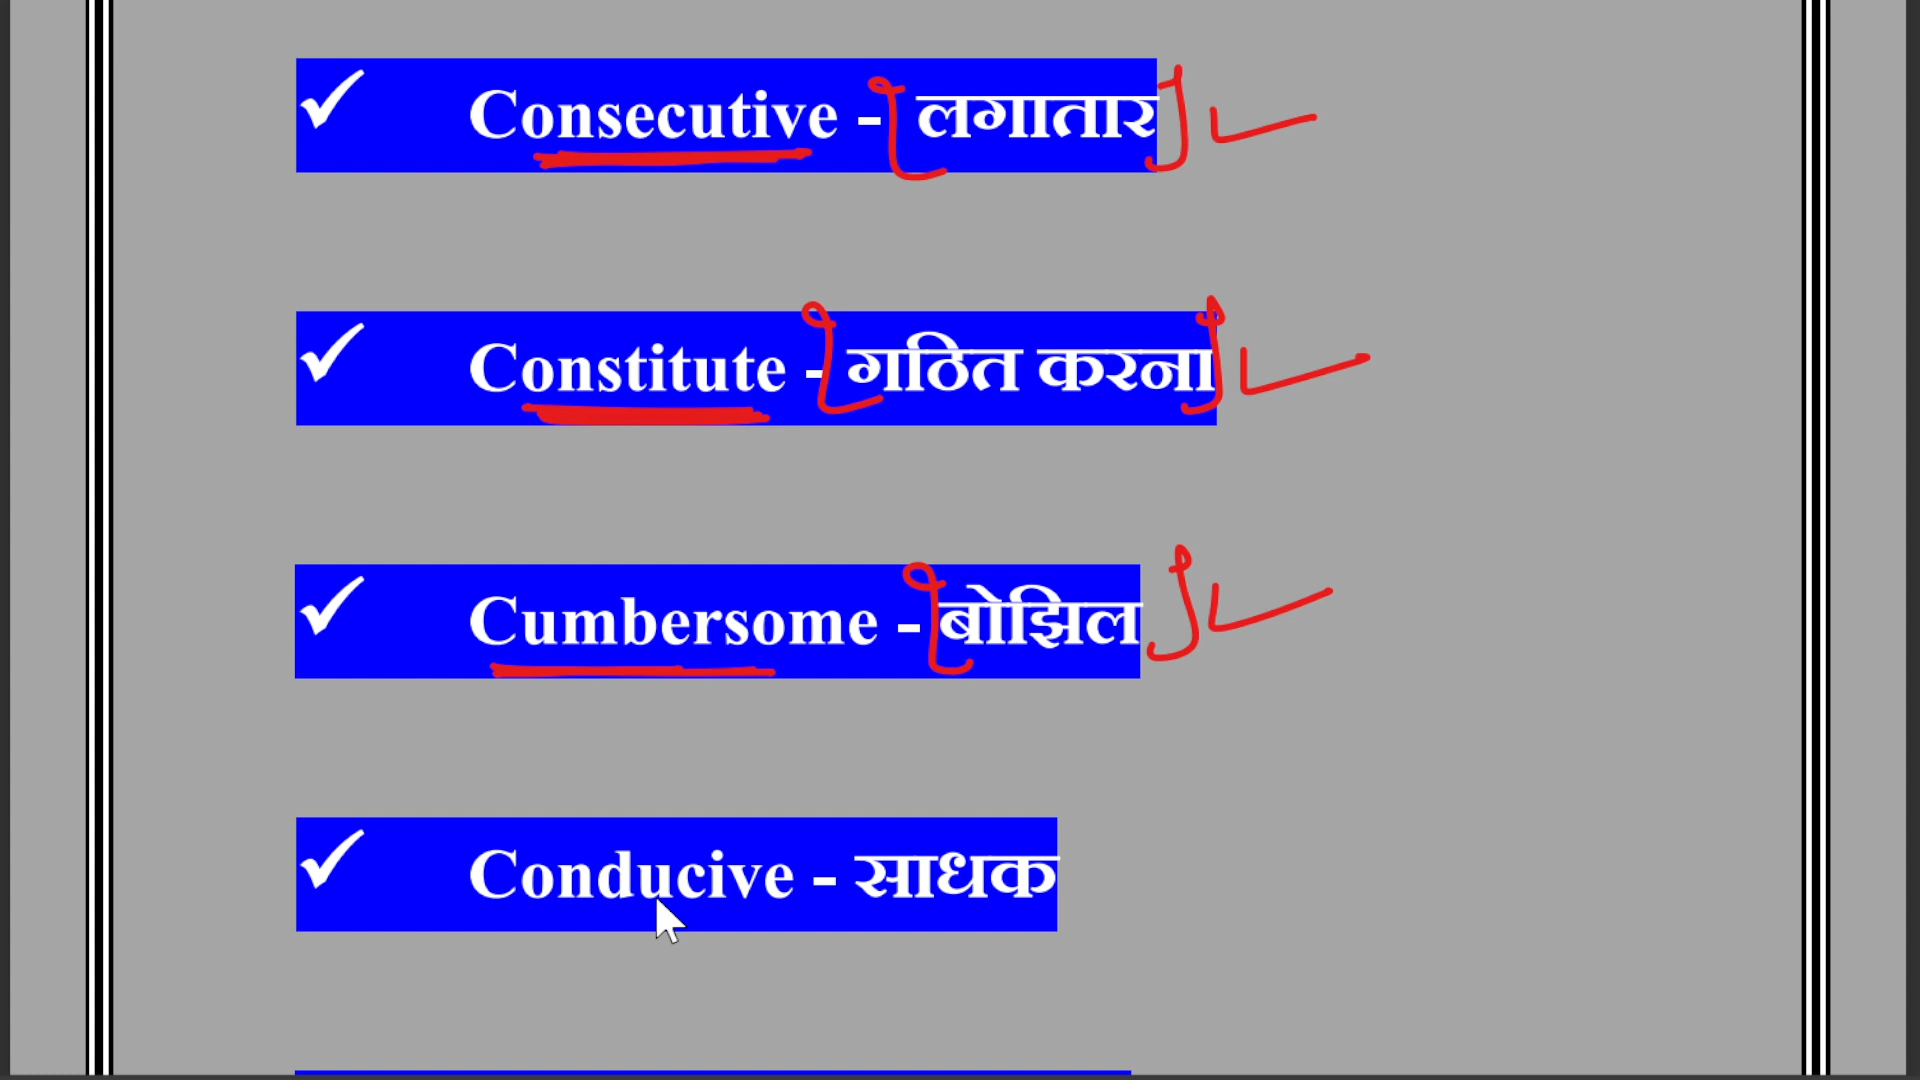 ✓ Consecutive - लगातार
✓ Constitute - गठित करना
✓ Cumbersome - बोझिल
✓ Conducive - साधक